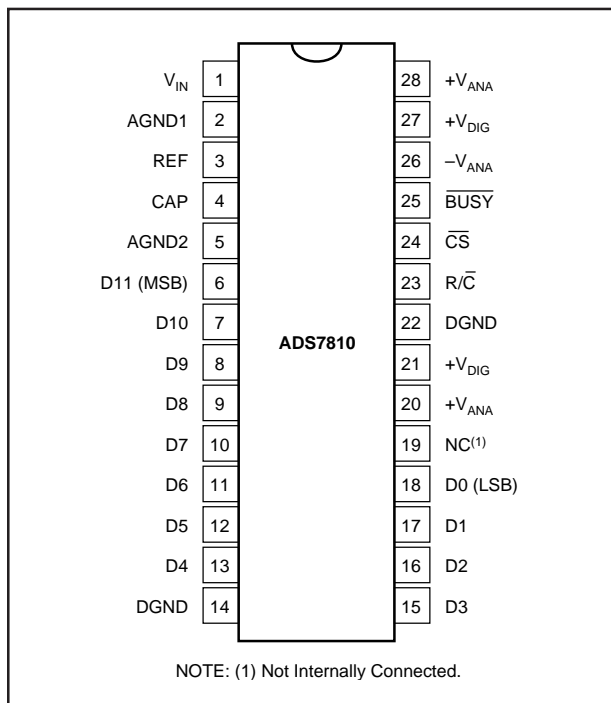 V_IN 1 28 +V_ANA
AGND1 2 27 +V_DIG
REF 3 26 –V_ANA
CAP 4 25 B̅U̅S̅Y̅
AGND2 5 24 C̅S̅
D11 (MSB) 6 23 R/C̅
D10 7 22 DGND
ADS7810
D9 8 21 +V_DIG
D8 9 20 +V_ANA
D7 10 19 NC(1)
D6 11 18 D0 (LSB)
D5 12 17 D1
D4 13 16 D2
DGND 14 15 D3
NOTE: (1) Not Internally Connected.